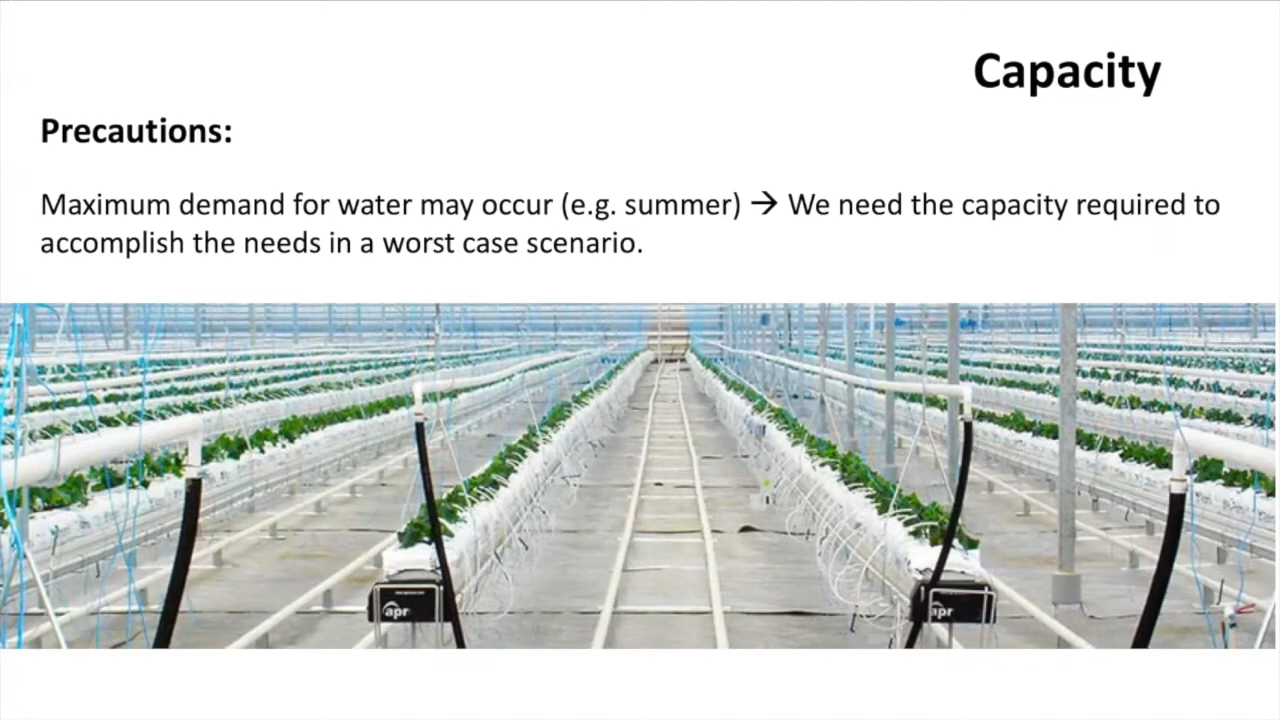 Capacity
Precautions:
Maximum demand for water may occur (e.g. summer) → We need the capacity required to
accomplish the needs in a worst case scenario.
apr
apr